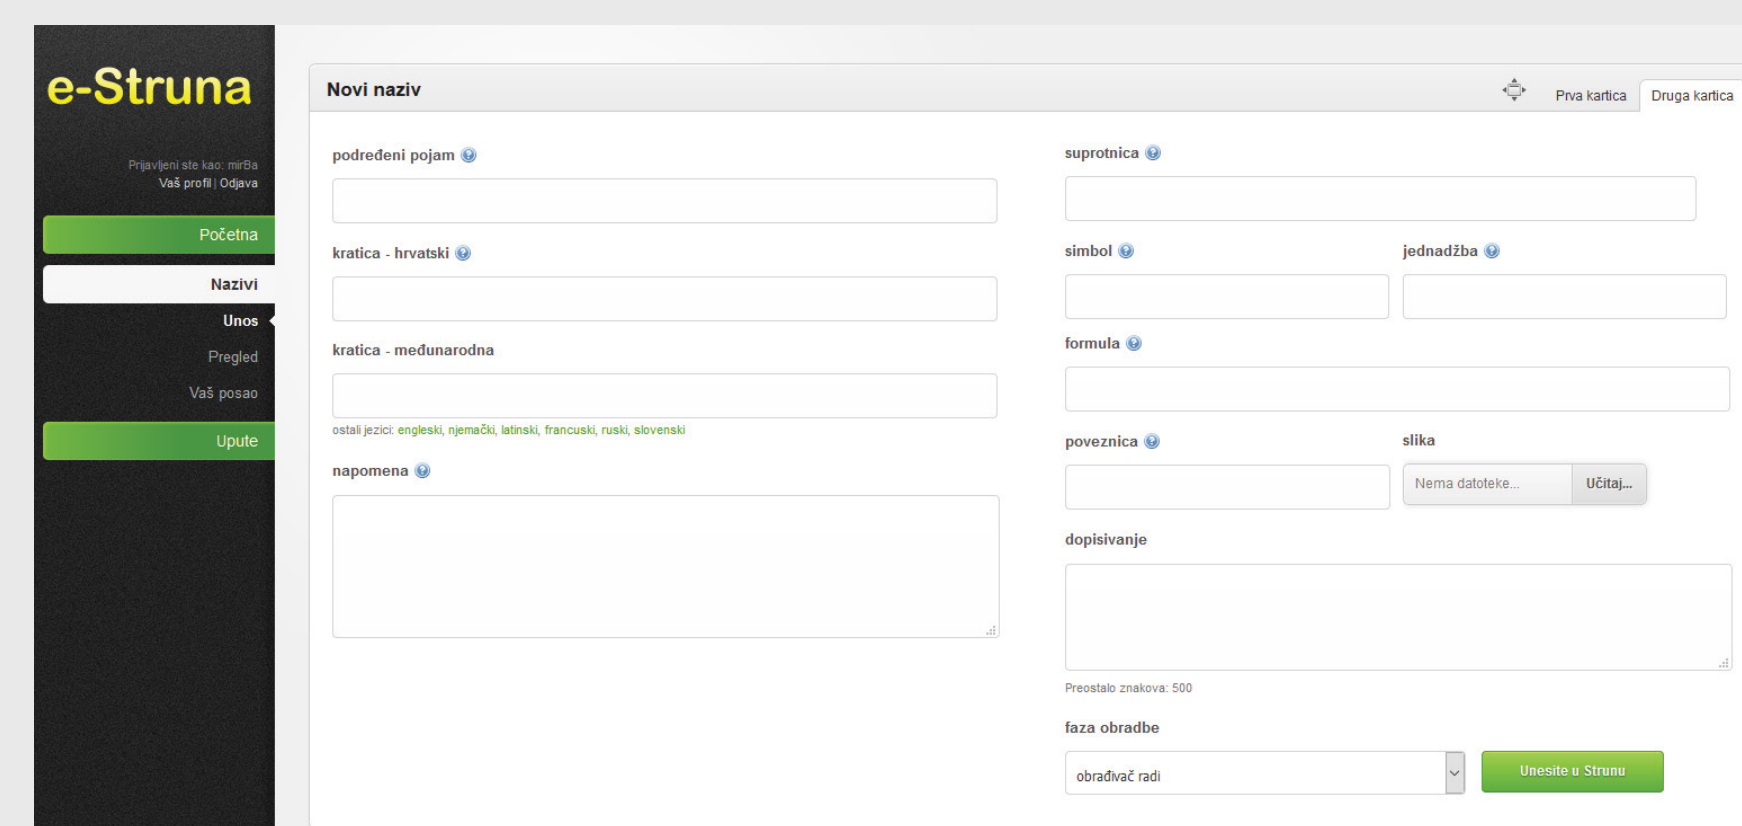 e-Struna
Prijavljeni ste kao: mirBa
Vaš profil | Odjava
Početna
Nazivi
Unos
Pregled
Vaš posao
Upute
Novi naziv
Prva kartica
Druga kartica
podređeni pojam
kratica - hrvatski
kratica - međunarodna
ostali jezici: engleski, njemački, latinski, francuski, ruski, slovenski
napomena
suprotnica
simbol
jednadžba
formula
poveznica
slika
Nema datoteke...
Učitaj...
dopisivanje
Preostalo znakova: 500
faza obradbe
obrađivač radi
Unesite u Strunu